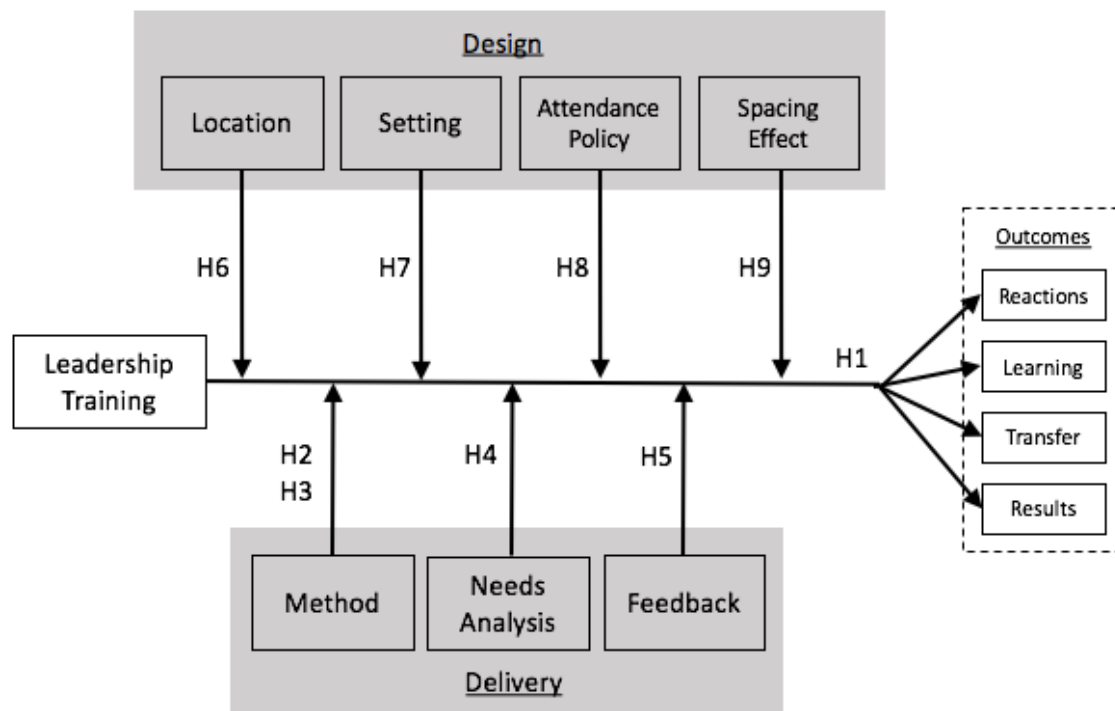 Design
Location
Setting
Attendance
Policy
Spacing
Effect
H6
H7
H8
H9
Outcomes
Reactions
Learning
Transfer
Results
Leadership
Training
H1
H2
H3
H4
H5
Method
Needs
Analysis
Feedback
Delivery